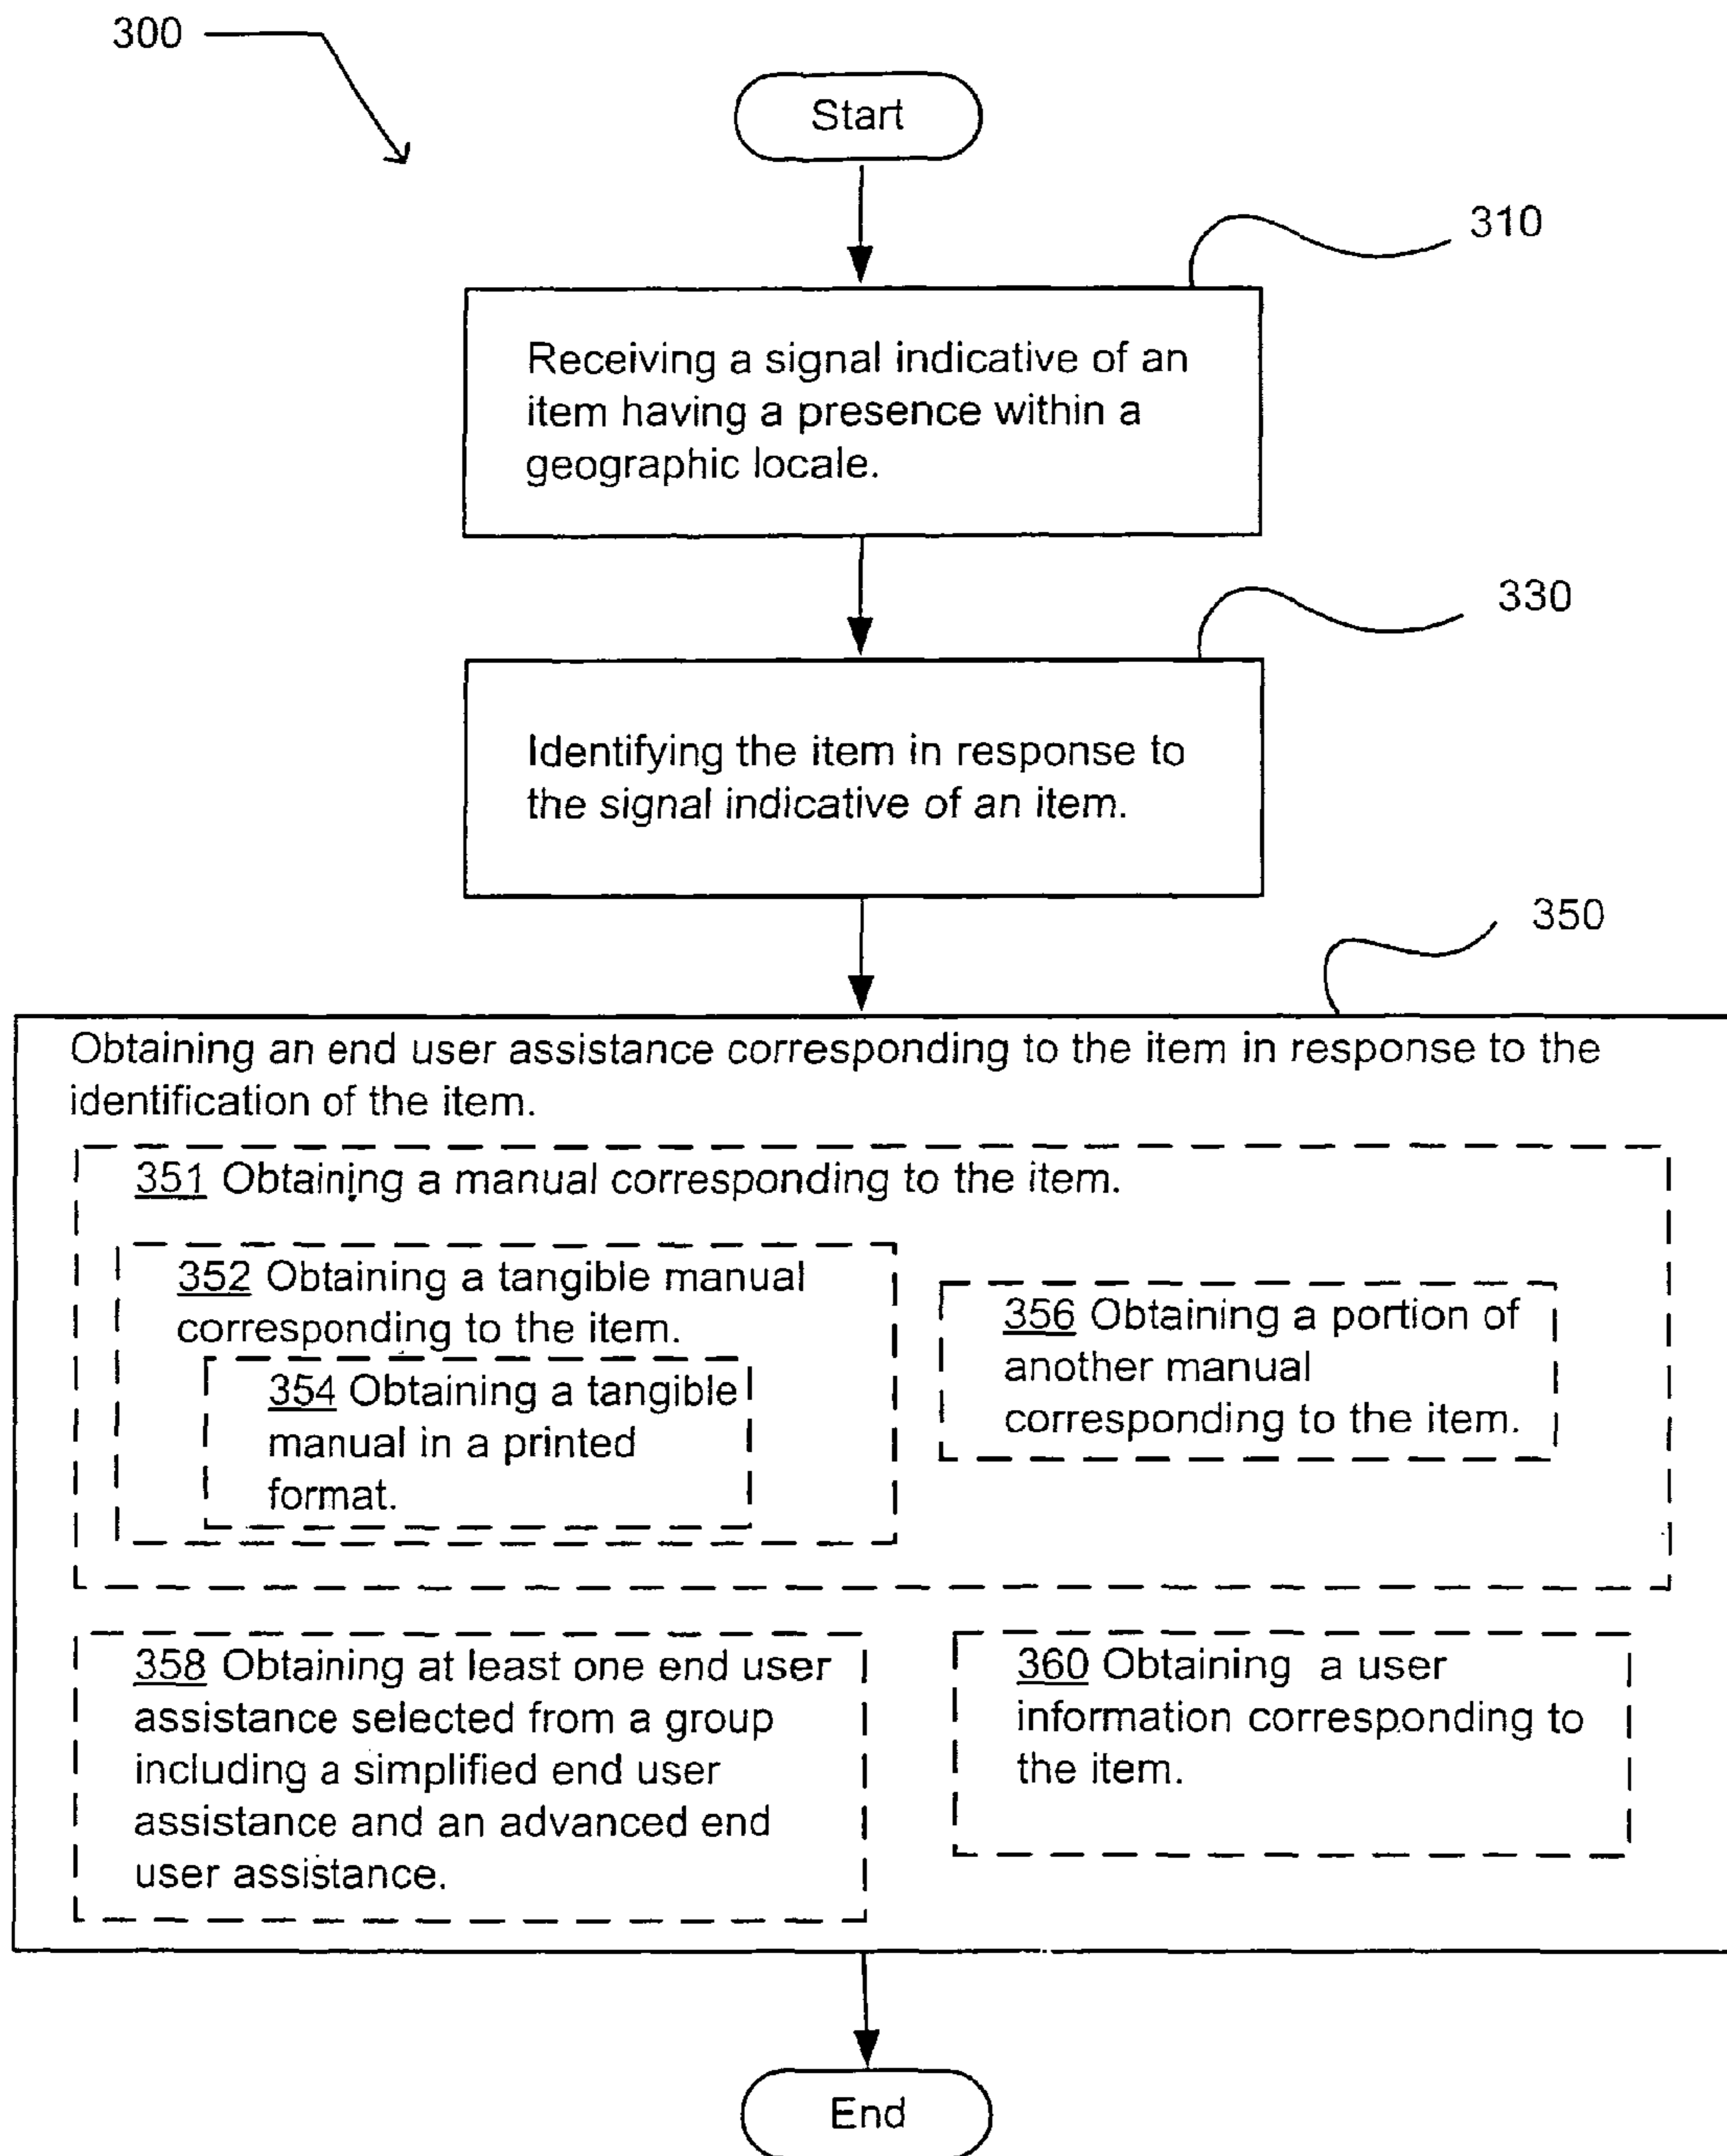 300
Start
310
Receiving a signal indicative of an
item having a presence within a
geographic locale.
330
Identifying the item in response to
the signal indicative of an item.
350
Obtaining an end user assistance corresponding to the item in response to the
identification of the item.
351 Obtaining a manual corresponding to the item.
352 Obtaining a tangible manual
corresponding to the item.
354 Obtaining a tangible
manual in a printed
format.
356 Obtaining a portion of
another manual
corresponding to the item.
358 Obtaining at least one end user
assistance selected from a group
including a simplified end user
assistance and an advanced end
user assistance.
360 Obtaining a user
information corresponding to
the item.
End